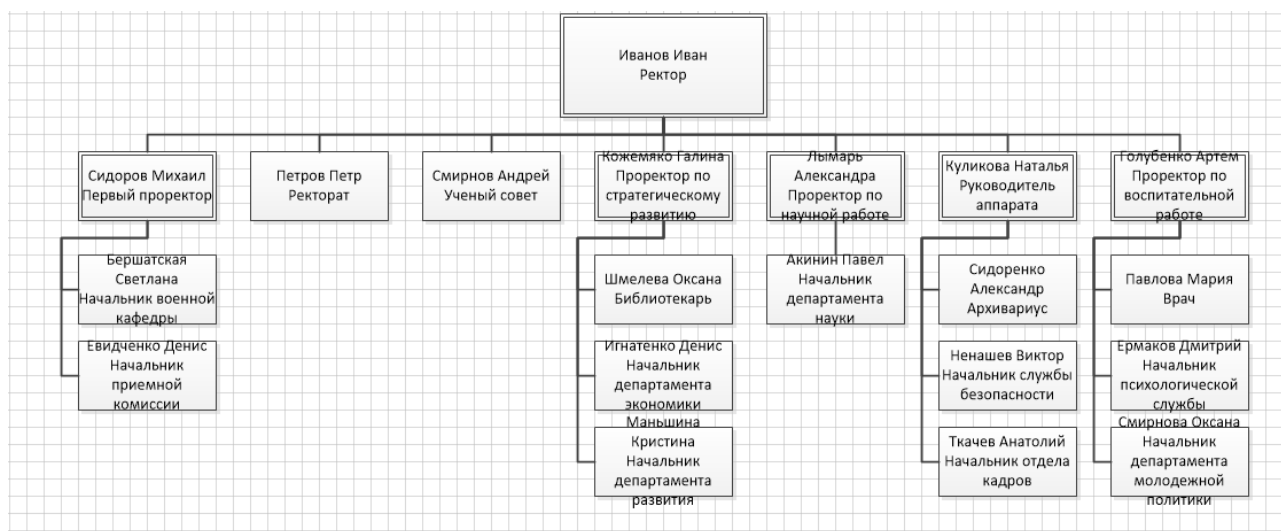 Иванов Иван
Ректор
Сидоров Михаил
Первый проректор
Петров Петр
Ректорат
Смирнов Андрей
Ученый совет
Кожемяко Галина
Проректор по
стратегическому
развитию
Лымарь
Александра
Проректор по
научной работе
Куликова Наталья
Руководитель
аппарата
Голубенко Артем
Проректор по
воспитательной
работе
Бершатская
Светлана
Начальник военной
кафедры
Евидченко Денис
Начальник
приемной
комиссии
Шмелева Оксана
Библиотекарь
Игнатенко Денис
Начальник
департамента
экономики
Маньшина
Кристина
Начальник
департамента
развития
Акинин Павел
Начальник
департамента
науки
Сидоренко
Александр
Архивариус
Ненашев Виктор
Начальник службы
безопасности
Ткачев Анатолий
Начальник отдела
кадров
Павлова Мария
Врач
Ермаков Дмитрий
Начальник
психологической
службы
Смирнова Оксана
Начальник
департамента
молодежной
политики